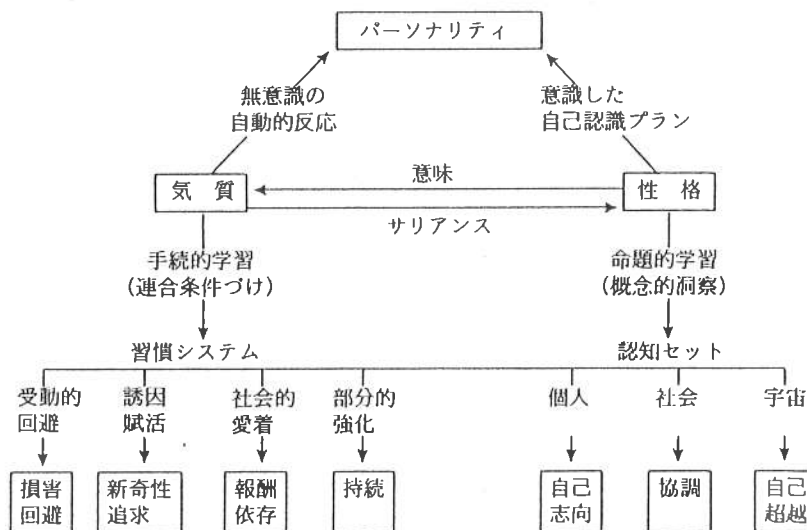 パーソナリティ
無意識の
自動的反応
意識した
自己認識プラン
意味
気 質
性 格
サリアンス
手続的学習
(連合条件づけ)
命題的学習
(概念的洞察)
習慣システム
認知セット
受動的
回避
誘因
賦活
社会的
愛着
部分的
強化
個人
社会
宇宙
損害
回避
新奇性
追求
報酬
依存
持続
自己
志向
協調
自己
超越